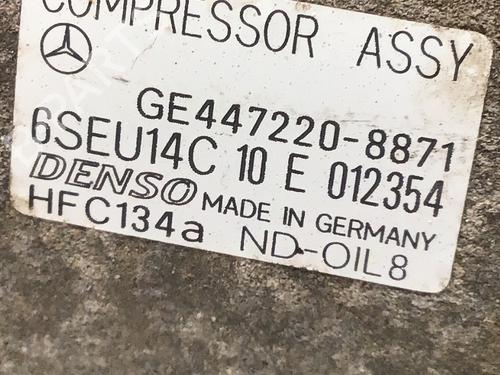 COMPRESSOR ASSY
GE447220-8871
6SEU14C 10 E 012354
DENSO MADE IN GERMANY
HFC134a ND-OIL8